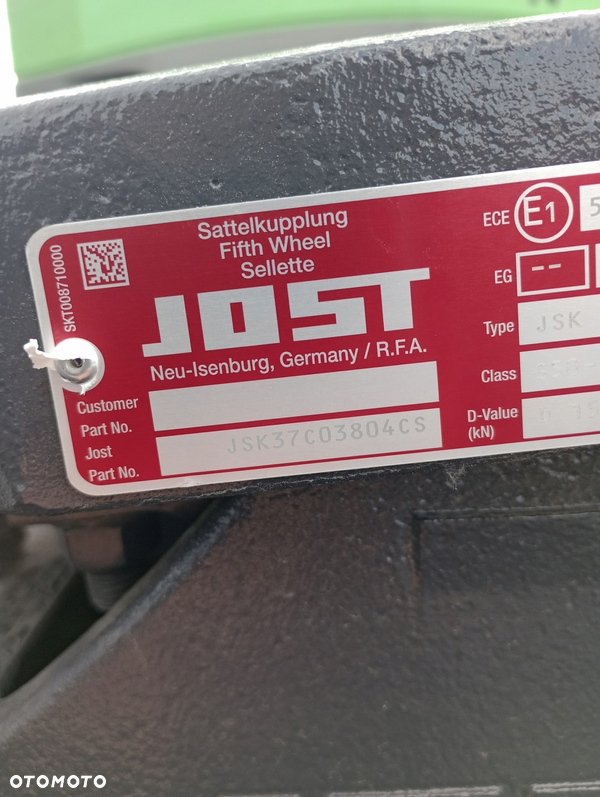 SKT008710000
Sattelkupplung
Fifth Wheel
Sellette
JOST
Neu-Isenburg, Germany / R.F.A.
Customer
Part No.
Jost
Part No.
JSK37C03804CS
ECE
E1
5
EG
--
Type
JSK
Class
D-Value
(kN)
OTOMOTO